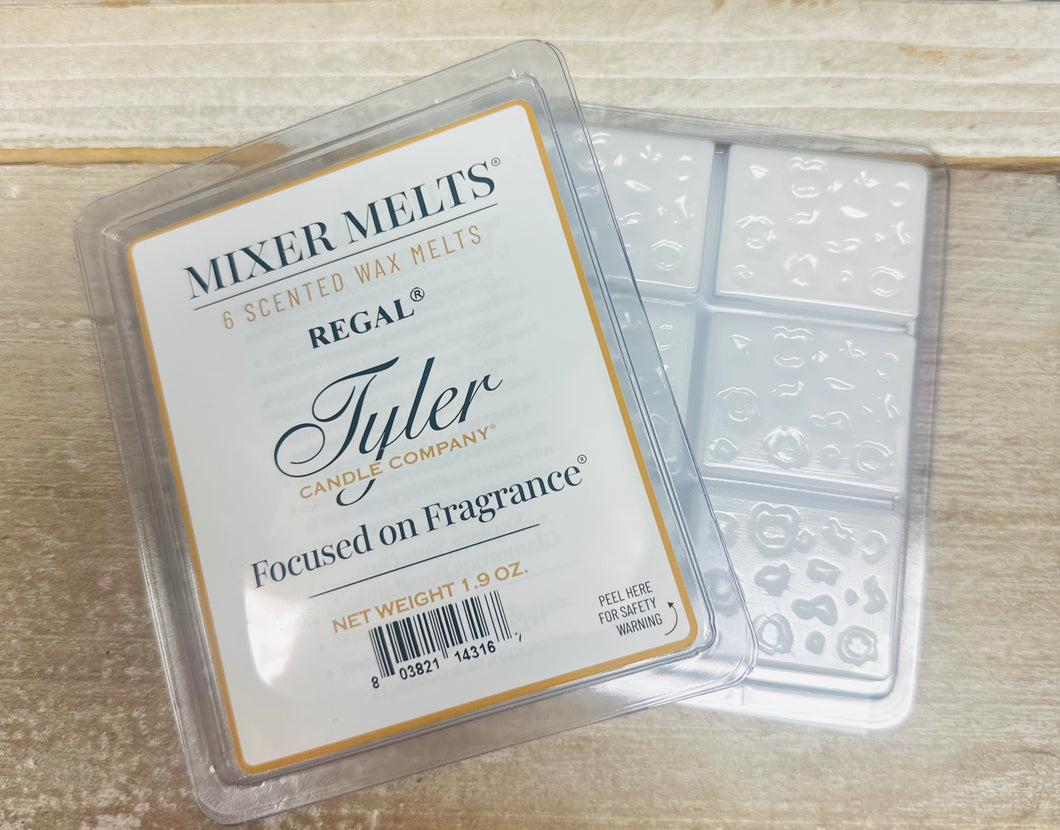 MIXER MELTS®
6 SCENTED WAX MELTS
REGAL®
Tyler
CANDLE COMPANY®
Focused on Fragrance®
NET WEIGHT 1.9 OZ.
8 03821 14316 7
PEEL HERE
FOR SAFETY
WARNING